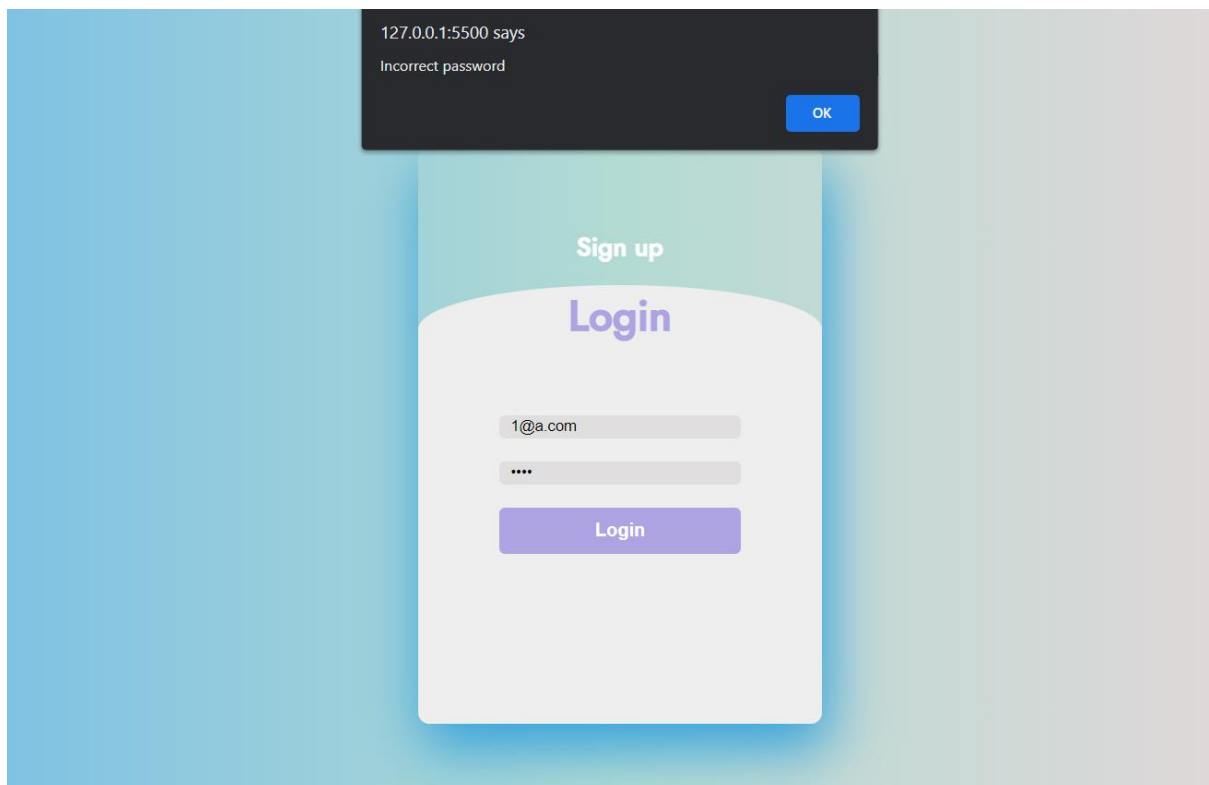 127.0.0.1:5500 says
Incorrect password
OK
Sign up
Login
1@a.com
••••
Login